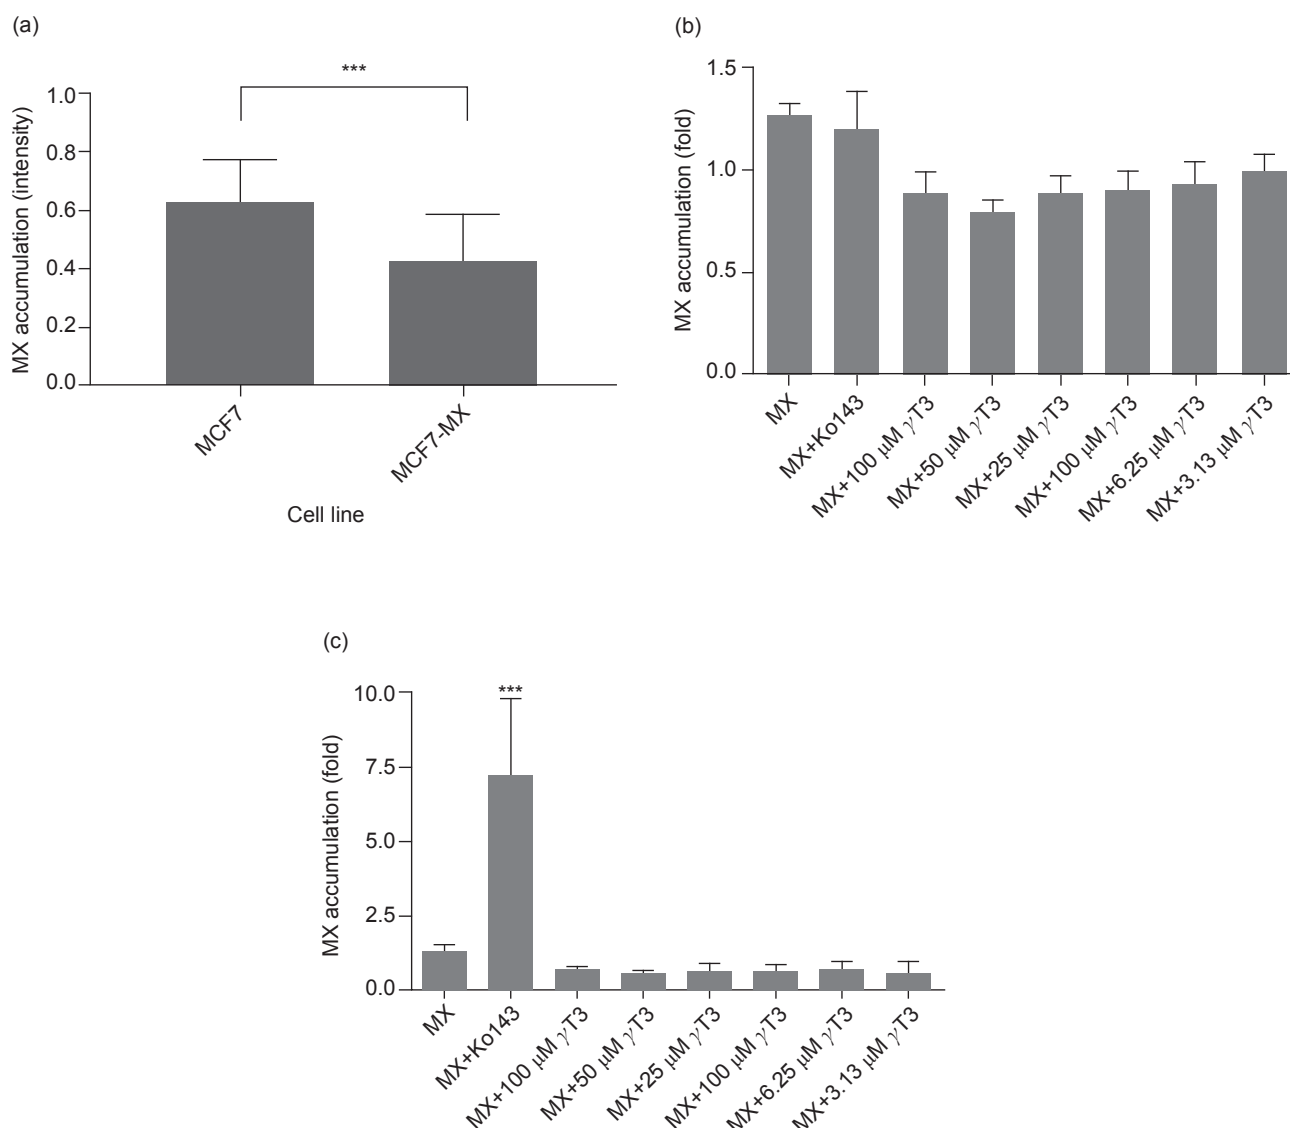 (a)
***
MX accumulation (intensity)
1.0
0.8
0.6
0.4
0.2
0.0
MCF7
MCF7-MX
Cell line
(b)
MX accumulation (fold)
1.5
1.0
0.5
0.0
MX
MX+Ko143
MX+100 μM γT3
MX+50 μM γT3
MX+25 μM γT3
MX+100 μM γT3
MX+6.25 μM γT3
MX+3.13 μM γT3
(c)
***
MX accumulation (fold)
10.0
7.5
5.0
2.5
0.0
MX
MX+Ko143
MX+100 μM γT3
MX+50 μM γT3
MX+25 μM γT3
MX+100 μM γT3
MX+6.25 μM γT3
MX+3.13 μM γT3